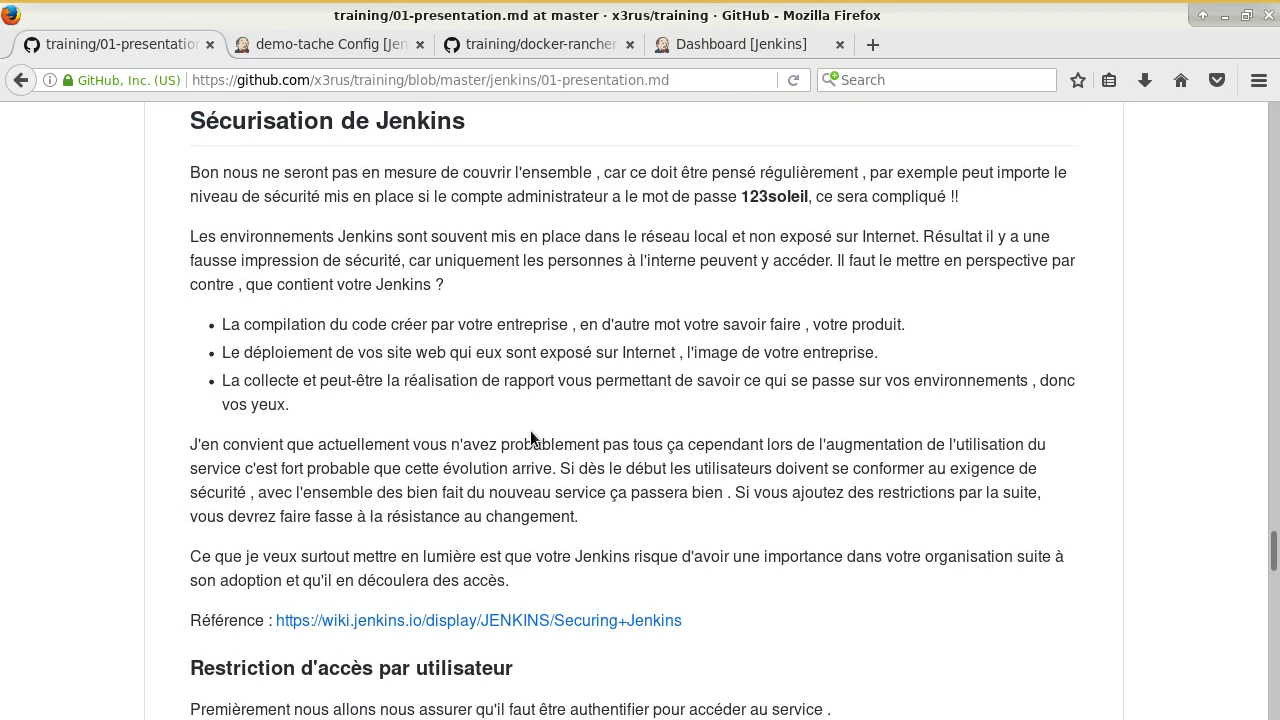 training/01-presentation.md at master · x3rus/training · GitHub - Mozilla Firefox
training/01-presentatio
demo-tache Config [Jen
training/docker-rancher
Dashboard [Jenkins]
GitHub, Inc. (US)
https://github.com/x3rus/training/blob/master/jenkins/01-presentation.md
Search
Sécurisation de Jenkins
Bon nous ne seront pas en mesure de couvrir l'ensemble , car ce doit être pensé régulièrement , par exemple peut importe le
niveau de sécurité mis en place si le compte administrateur a le mot de passe 123soleil, ce sera compliqué !!
Les environnements Jenkins sont souvent mis en place dans le réseau local et non exposé sur Internet. Résultat il y a une
fausse impression de sécurité, car uniquement les personnes à l'interne peuvent y accéder. Il faut le mettre en perspective par
contre , que contient votre Jenkins ?
• La compilation du code créer par votre entreprise , en d'autre mot votre savoir faire , votre produit.
• Le déploiement de vos site web qui eux sont exposé sur Internet , l'image de votre entreprise.
• La collecte et peut-être la réalisation de rapport vous permettant de savoir ce qui se passe sur vos environnements , donc
vos yeux.
J'en convient que actuellement vous n'avez probablement pas tous ça cependant lors de l'augmentation de l'utilisation du
service c'est fort probable que cette évolution arrive. Si dès le début les utilisateurs doivent se conformer au exigence de
sécurité , avec l'ensemble des bien fait du nouveau service ça passera bien . Si vous ajoutez des restrictions par la suite,
vous devrez faire fasse à la résistance au changement.
Ce que je veux surtout mettre en lumière est que votre Jenkins risque d'avoir une importance dans votre organisation suite à
son adoption et qu'il en découlera des accès.
Référence : https://wiki.jenkins.io/display/JENKINS/Securing+Jenkins
Restriction d'accès par utilisateur
Premièrement nous allons nous assurer qu'il faut être authentifier pour accéder au service .